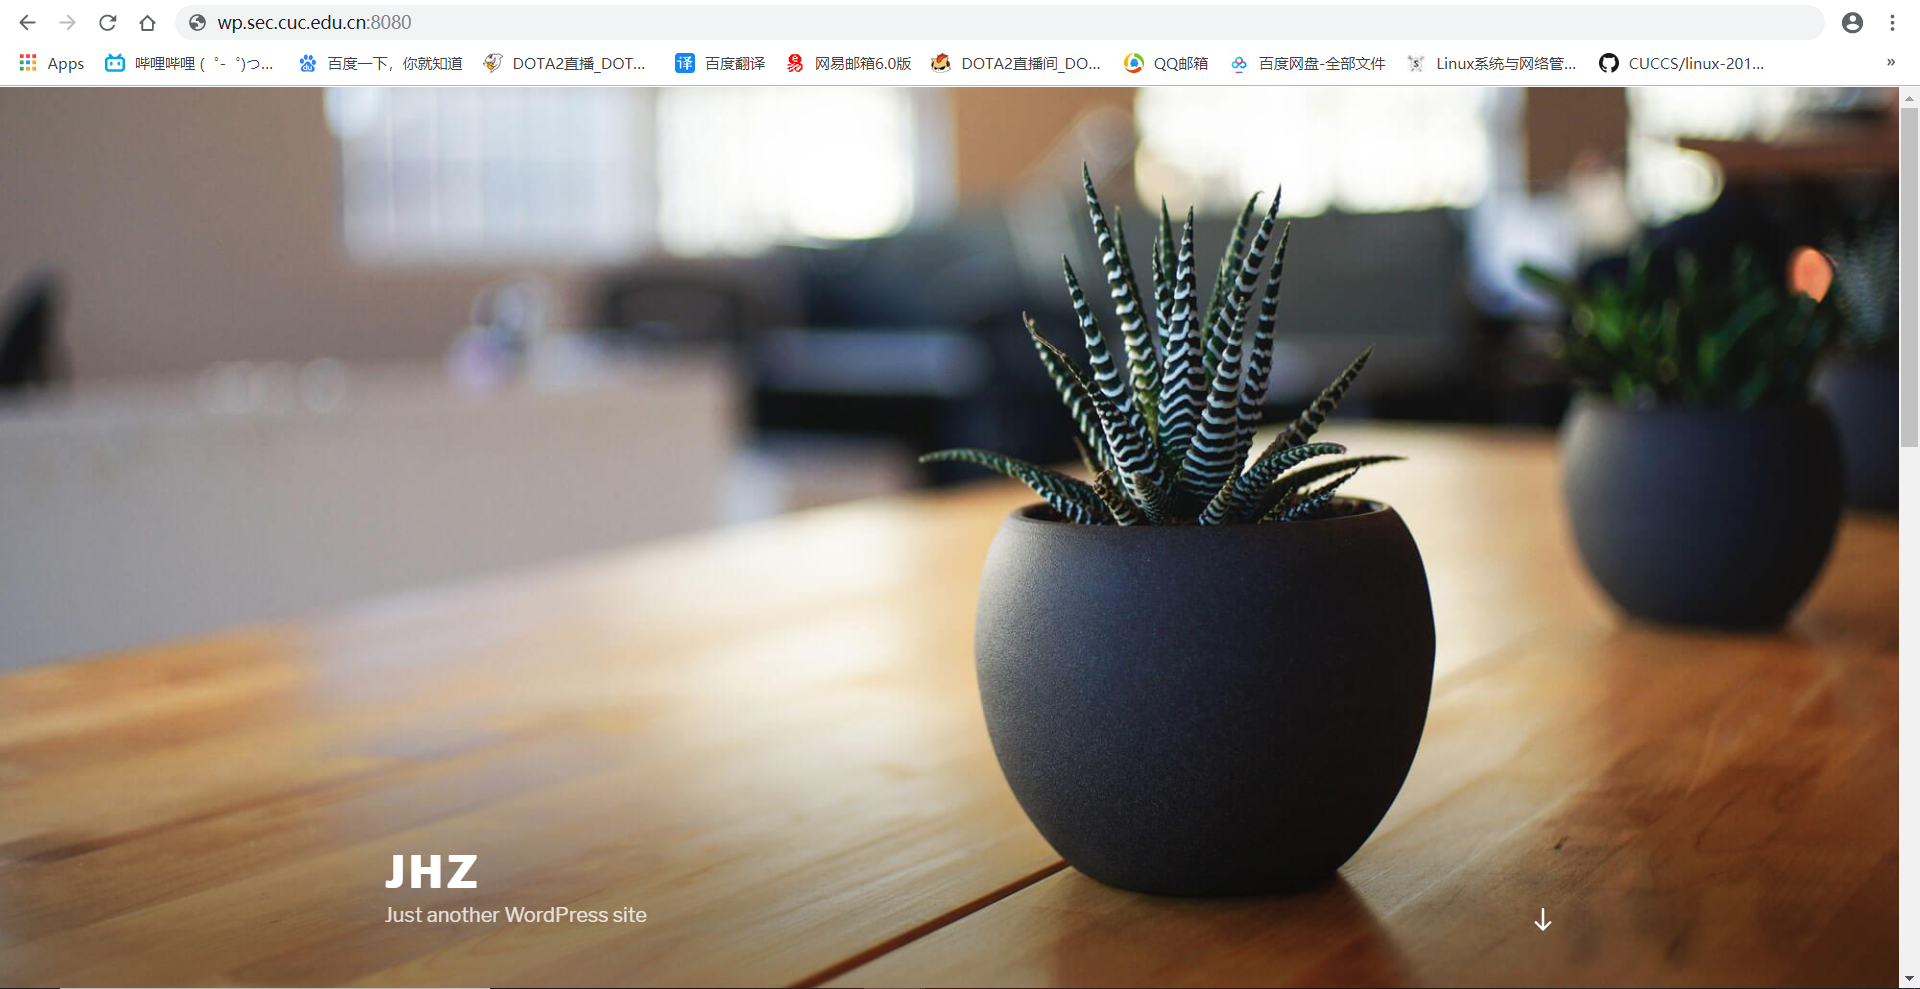 wp.sec.cuc.edu.cn:8080
Apps
哔哩哔哩 (゜-゜)つ...
百度一下，你就知道
DOTA2直播_DOT...
译 百度翻译
网易邮箱6.0版
DOTA2直播间_DO...
QQ邮箱
百度网盘-全部文件
Linux系统与网络管...
CUCCS/linux-201...
»
JHZ
Just another WordPress site